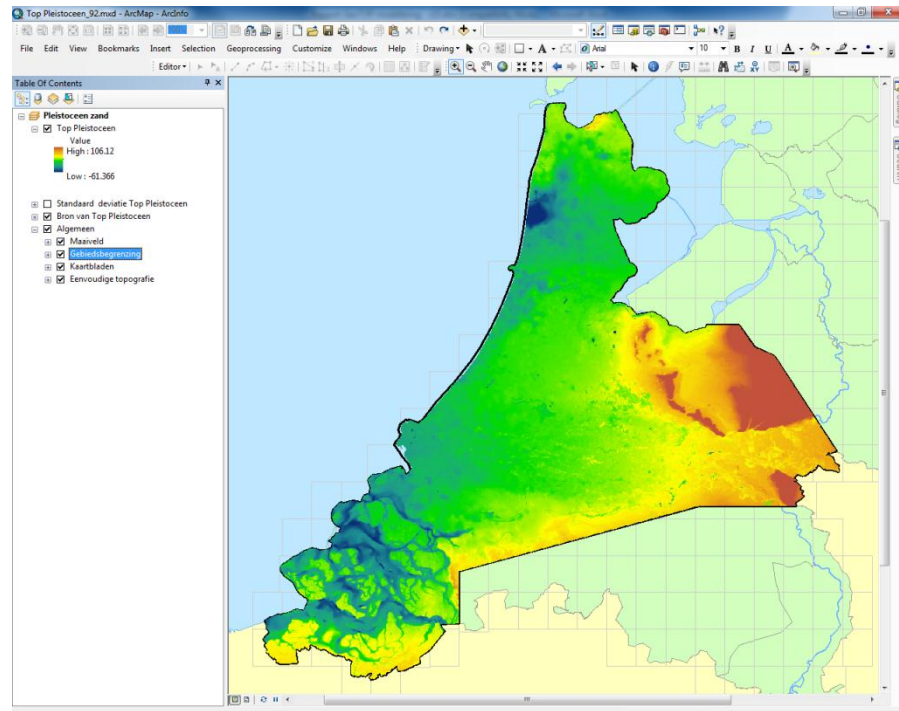 Top Pleistoceen_92.mxd - ArcMap - ArcInfo
File Edit View Bookmarks Insert Selection Geoprocessing Customize Windows Help Drawing A Arial 10 B I U A
Editor
Table Of Contents
Pleistoceen zand
Top Pleistoceen
Value
High : 106.12
Low : -61.366
Standaard deviatie Top Pleistoceen
Bron van Top Pleistoceen
Algemeen
Maaiveld
Gebiedsbegrenzing
Kaartbladen
Eenvoudige topografie